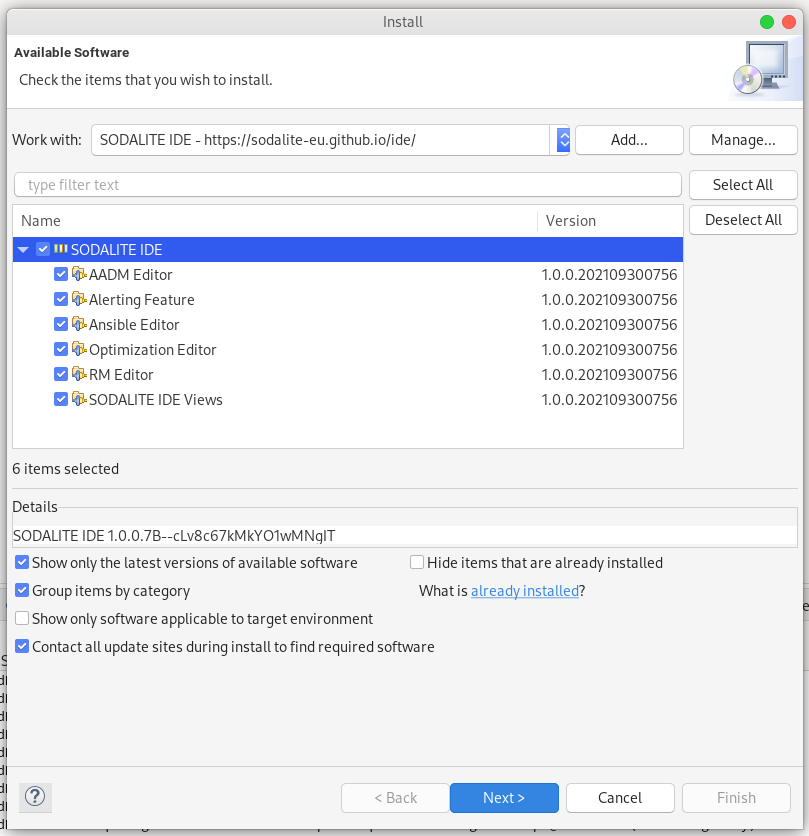 Install
Available Software
Check the items that you wish to install.
Work with: SODALITE IDE - https://sodalite-eu.github.io/ide/ Add... Manage...
type filter text Select All
Name Version Deselect All
SODALITE IDE
AADM Editor 1.0.0.202109300756
Alerting Feature 1.0.0.202109300756
Ansible Editor 1.0.0.202109300756
Optimization Editor 1.0.0.202109300756
RM Editor 1.0.0.202109300756
SODALITE IDE Views 1.0.0.202109300756
6 items selected
Details
SODALITE IDE 1.0.0.7B--cLv8c67kMkYO1wMNgIT
Show only the latest versions of available software Hide items that are already installed
Group items by category What is already installed?
Show only software applicable to target environment
Contact all update sites during install to find required software
? < Back Next > Cancel Finish